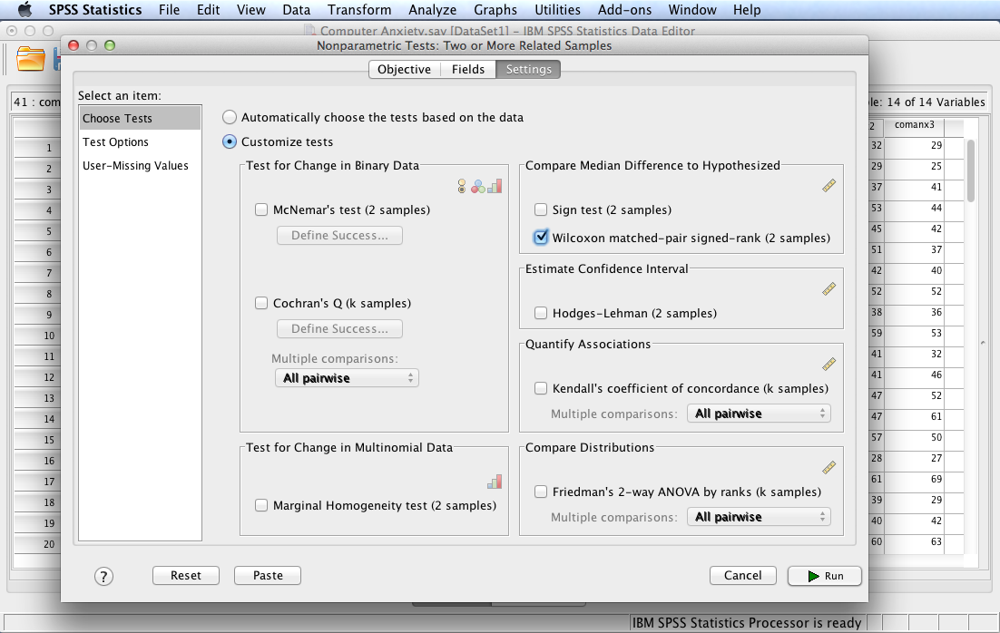 SPSS Statistics File Edit View Data Transform Analyze Graphs Utilities Add-ons Window Help
Computer Anxiety.sav [DataSet1] – IBM SPSS Statistics Data Editor
Nonparametric Tests: Two or More Related Samples
Objective Fields Settings
Select an item:
41 : com
le: 14 of 14 Variables
Choose Tests
Test Options
User-Missing Values
Automatically choose the tests based on the data
Customize tests
Test for Change in Binary Data
McNemar's test (2 samples)
Define Success...
Cochran's Q (k samples)
Define Success...
Multiple comparisons:
All pairwise
Test for Change in Multinomial Data
Marginal Homogeneity test (2 samples)
Compare Median Difference to Hypothesized
Sign test (2 samples)
Wilcoxon matched-pair signed-rank (2 samples)
Estimate Confidence Interval
Hodges-Lehman (2 samples)
Quantify Associations
Kendall's coefficient of concordance (k samples)
Multiple comparisons: All pairwise
Compare Distributions
Friedman's 2-way ANOVA by ranks (k samples)
Multiple comparisons: All pairwise
2 comanx3
1 32 29
2 29 25
3 37 41
4 53 44
5 45 42
6 51 37
7 42 40
8 52 52
9 38 36
10 59 53
11 41 32
12 41 46
13 47 52
14 47 61
15 57 50
16 28 27
17 61 69
18 39 29
19 40 42
20 60 63
? Reset Paste Cancel Run
IBM SPSS Statistics Processor is ready